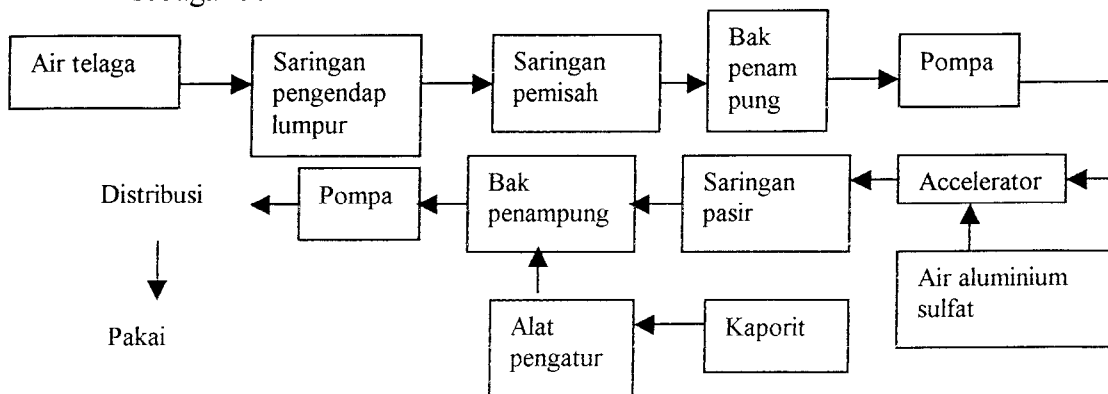 Air telaga
Saringan
pengendap
lumpur
Saringan
pemisah
Bak
penam
pung
Pompa
Accelerator
Air aluminium
sulfat
Saringan
pasir
Bak
penampung
Alat
pengatur
Kaporit
Pompa
Distribusi
Pakai